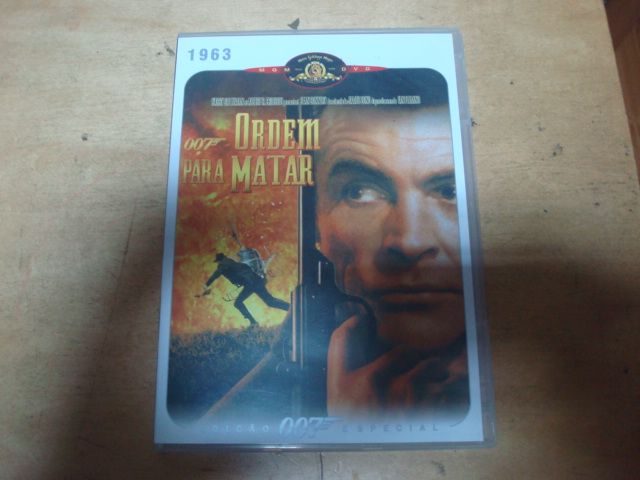 1963
MGM DVD
007 ORDEM
PARA MATAR
EDIÇÃO 007 ESPECIAL